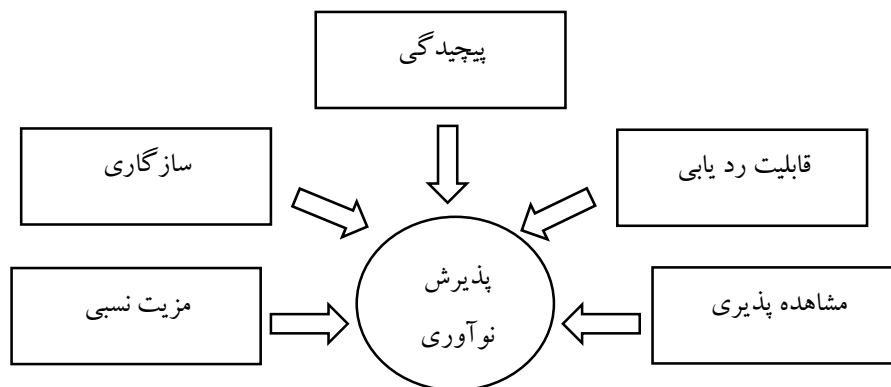 پیچیدگی
قابلیت رد یابی
سازگاری
مشاهده پذیری
مزیت نسبی
پذیرش
نوآوری